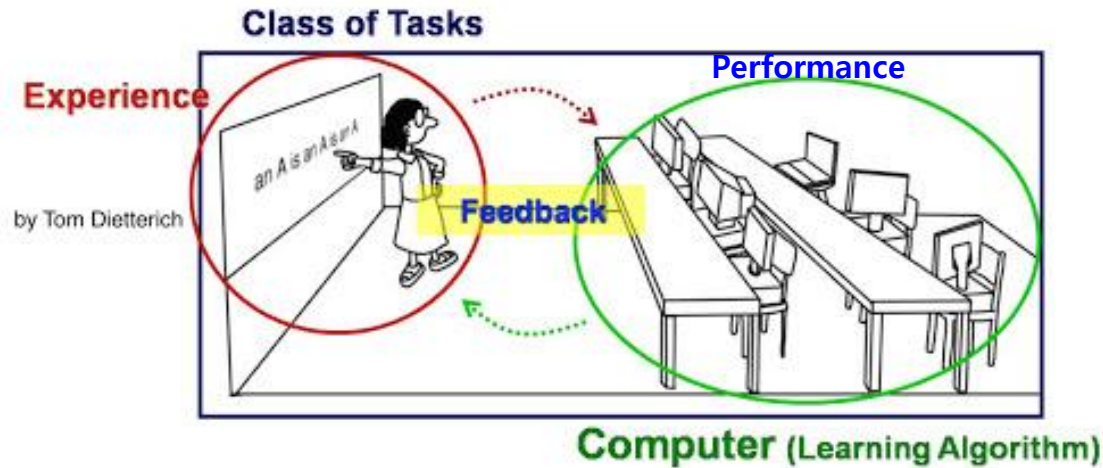 Class of Tasks
Performance
Experience
an A is an A is an A
by Tom Dietterich
Feedback
Computer (Learning Algorithm)